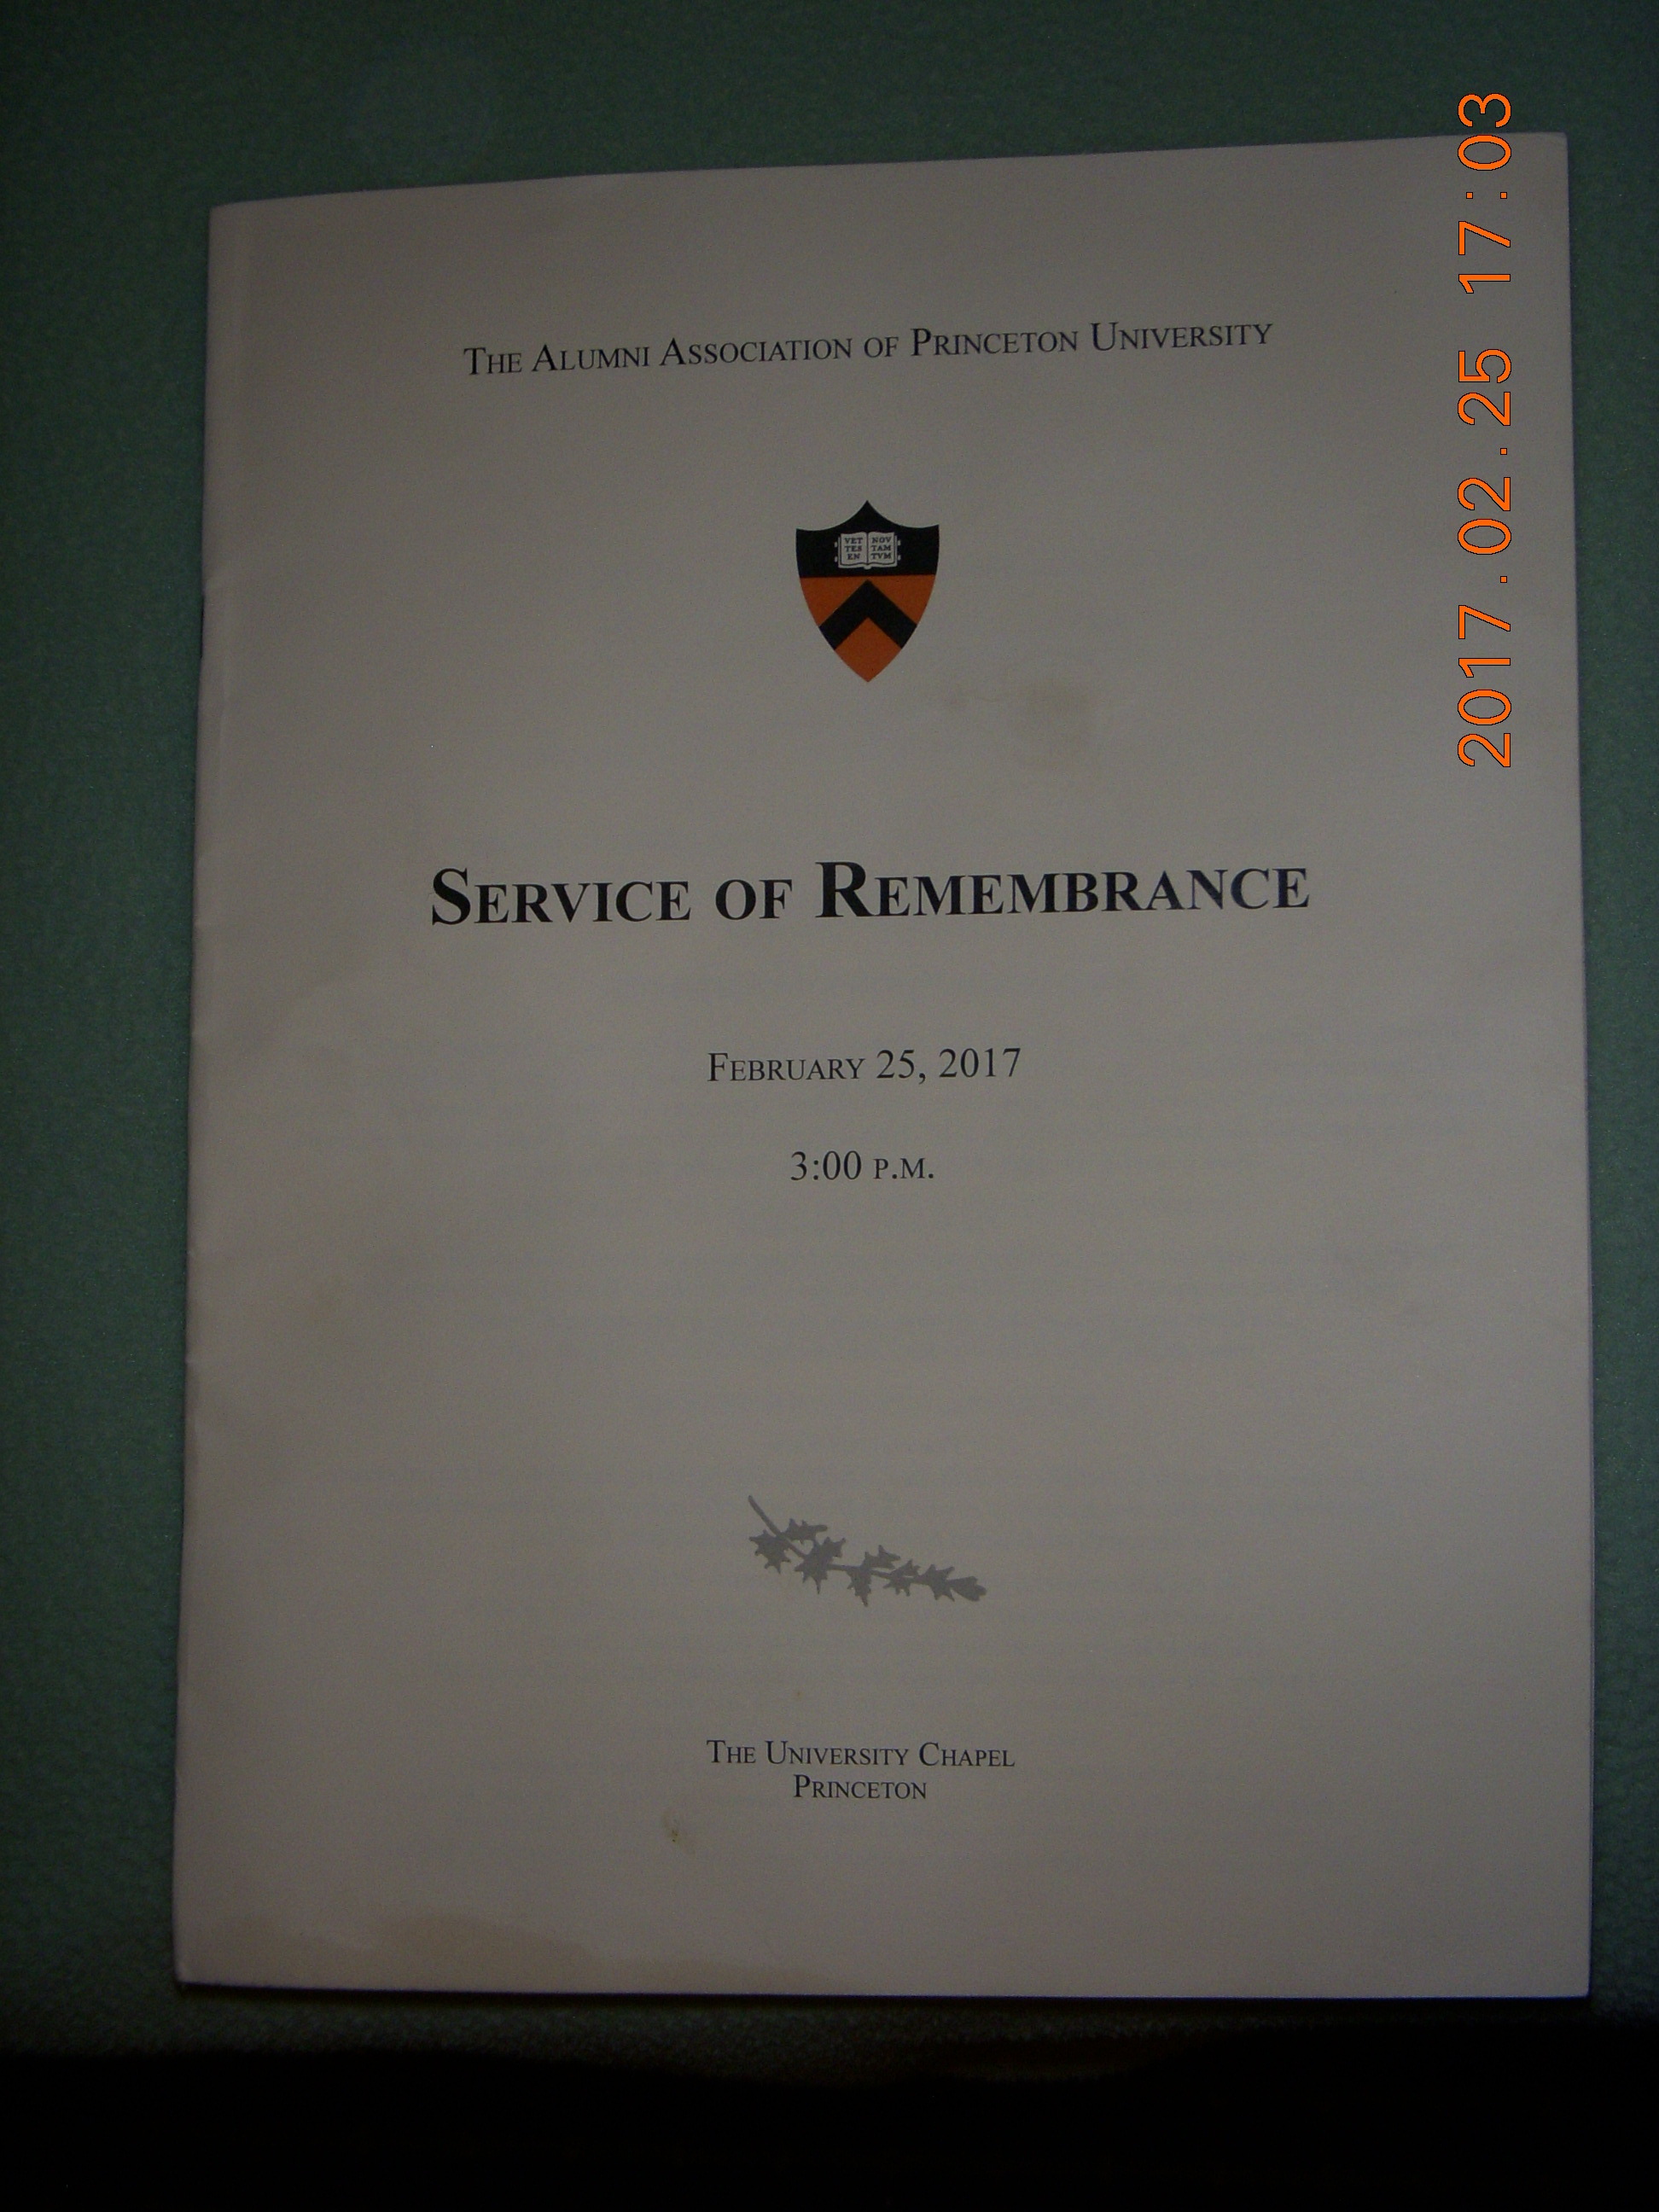 THE ALUMNI ASSOCIATION OF PRINCETON UNIVERSITY
VET NOV
TES TAM
EN TVM
SERVICE OF REMEMBRANCE
FEBRUARY 25, 2017
3:00 P.M.
THE UNIVERSITY CHAPEL
PRINCETON
2017.02.25 17:03